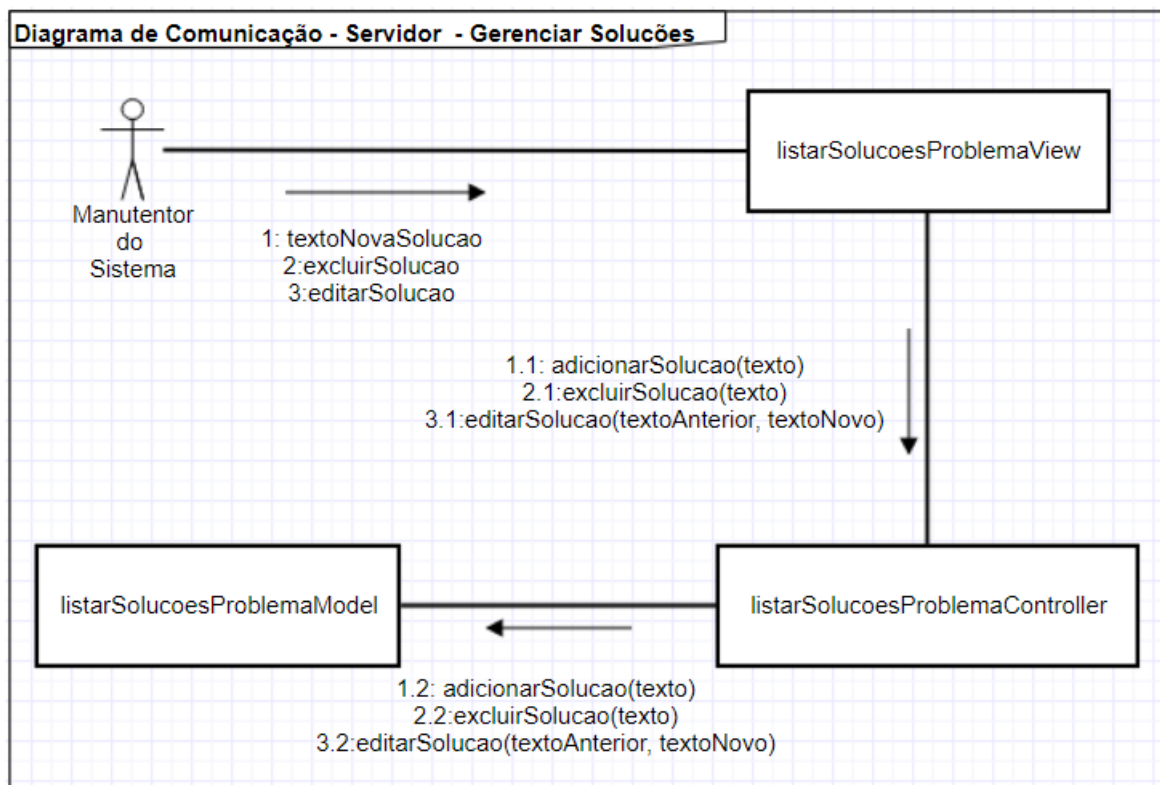 Diagrama de Comunicação - Servidor - Gerenciar Solucões
listarSolucoesProblemaView
Manutentor
do
Sistema
1: textoNovaSolucao
2:excluirSolucao
3:editarSolucao
1.1: adicionarSolucao(texto)
2.1:excluirSolucao(texto)
3.1:editarSolucao(textoAnterior, textoNovo)
listarSolucoesProblemaModel
listarSolucoesProblemaController
1.2: adicionarSolucao(texto)
2.2:excluirSolucao(texto)
3.2:editarSolucao(textoAnterior, textoNovo)